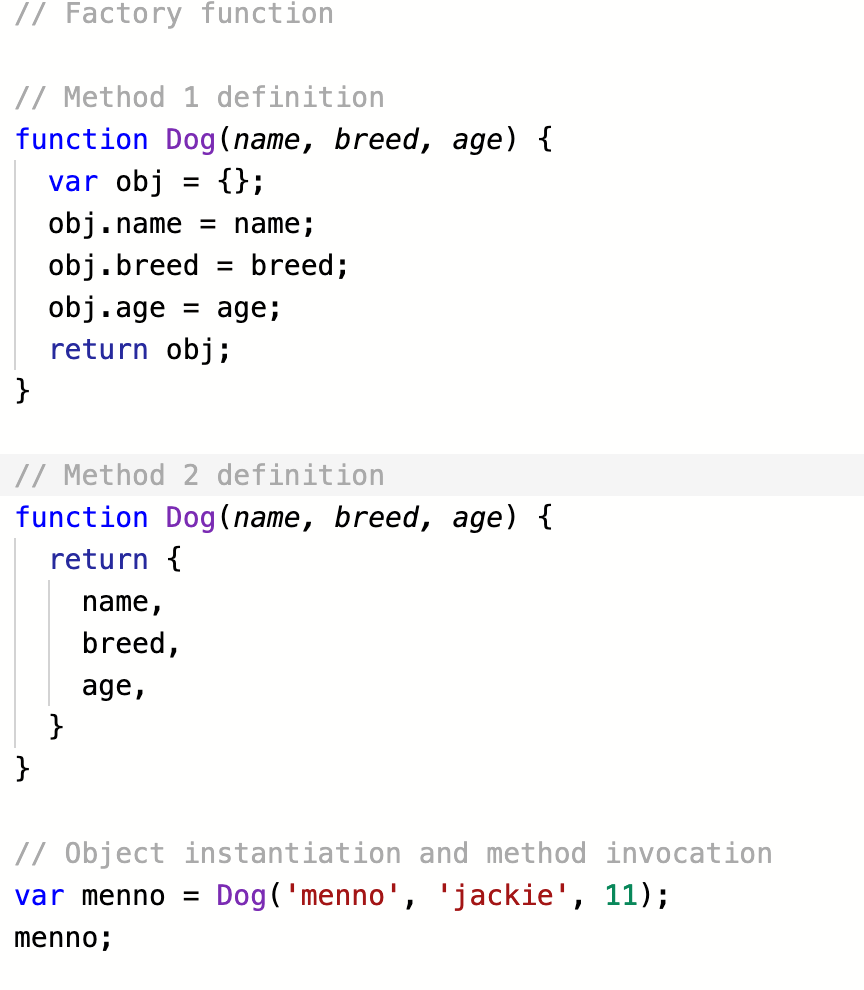 // Factory function
// Method 1 definition
function Dog(name, breed, age) {
  var obj = {};
  obj.name = name;
  obj.breed = breed;
  obj.age = age;
  return obj;
}
// Method 2 definition
function Dog(name, breed, age) {
  return {
    name,
    breed,
    age,
  }
}
// Object instantiation and method invocation
var menno = Dog('menno', 'jackie', 11);
menno;